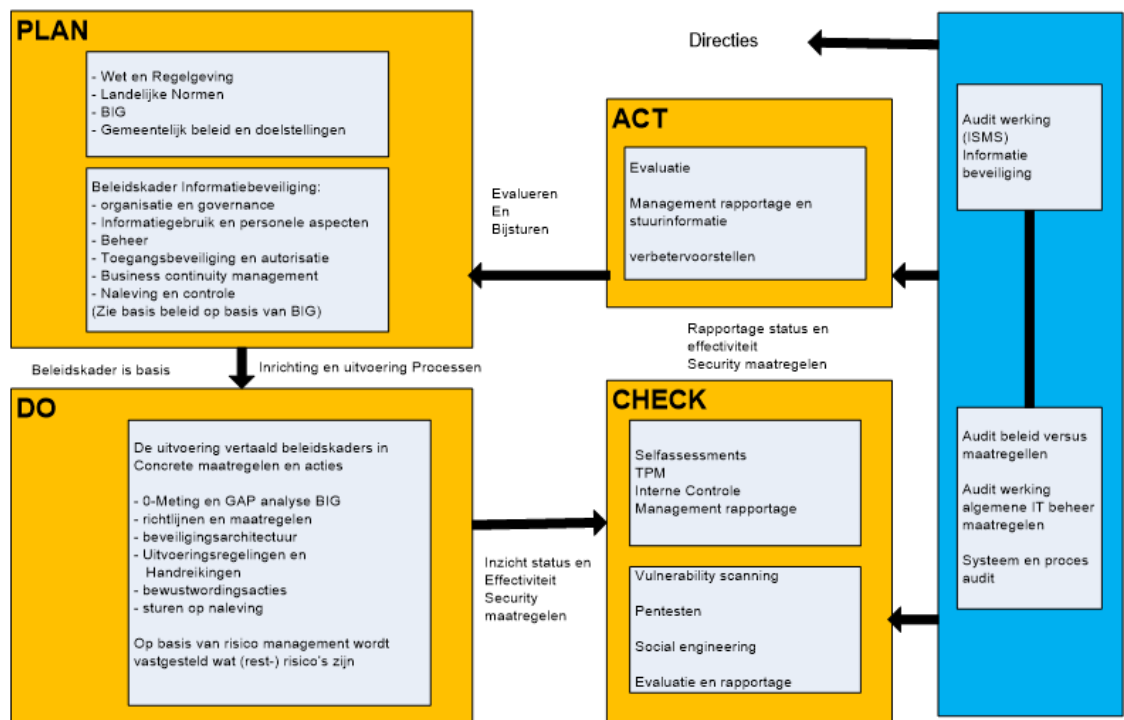 PLAN
- Wet en Regelgeving
- Landelijke Normen
- BIG
- Gemeentelijk beleid en doelstellingen
Beleidskader Informatiebeveiliging:
- organisatie en governance
- Informatiegebruik en personele aspecten
- Beheer
- Toegangsbeveiliging en autorisatie
- Business continuity management
- Naleving en controle
(Zie basis beleid op basis van BIG)
Evalueren
En
Bijsturen
Directies
ACT
Evaluatie
Management rapportage en
stuurinformatie
verbetervoorstellen
Audit werking
(ISMS)
Informatie
beveiliging
Beleidskader is basis
Inrichting en uitvoering Processen
Rapportage status en
effectiviteit
Security maatregelen
DO
De uitvoering vertaald beleidskaders in
Concrete maatregelen en acties
- 0-Meting en GAP analyse BIG
- richtlijnen en maatregelen
- beveiligingsarchitectuur
- Uitvoeringsregelingen en
Handreikingen
- bewustwordingsacties
- sturen op naleving
Op basis van risico management wordt
vastgesteld wat (rest-) risico's zijn
Inzicht status en
Effectiviteit
Security
maatregelen
CHECK
Selfassessments
TPM
Interne Controle
Management rapportage
Vulnerability scanning
Pentesten
Social engineering
Evaluatie en rapportage
Audit beleid versus
maatregellen
Audit werking
algemene IT beheer
maatregelen
Systeem en proces
audit